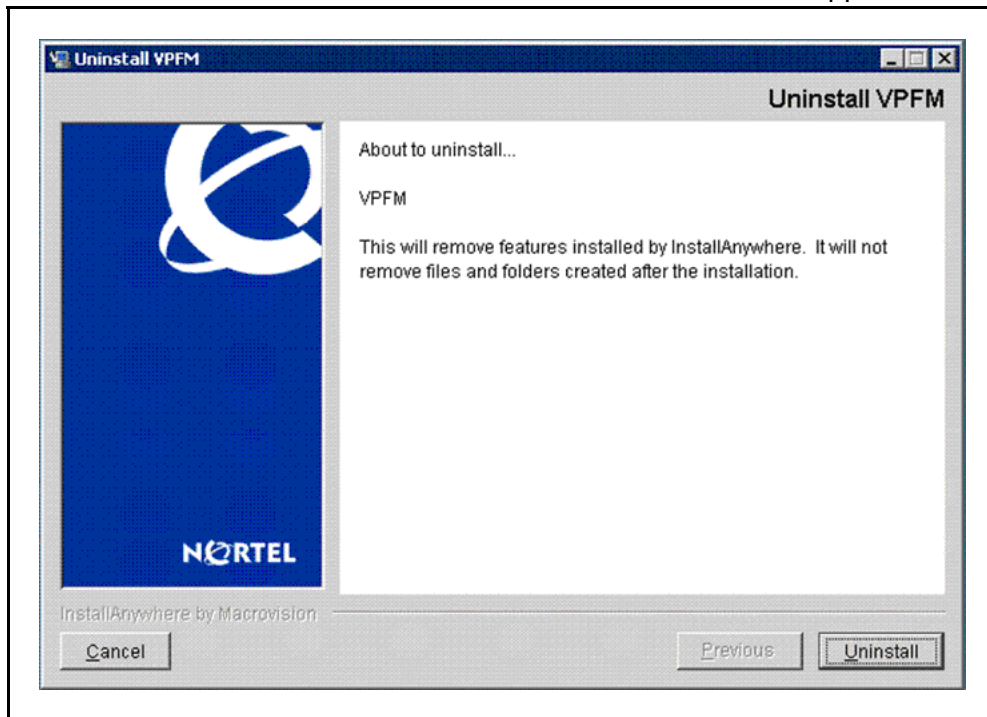 Uninstall VPFM
Uninstall VPFM
About to uninstall...
VPFM
This will remove features installed by InstallAnywhere. It will not
remove files and folders created after the installation.
NORTEL
InstallAnywhere by Macrovision
Cancel
Previous
Uninstall